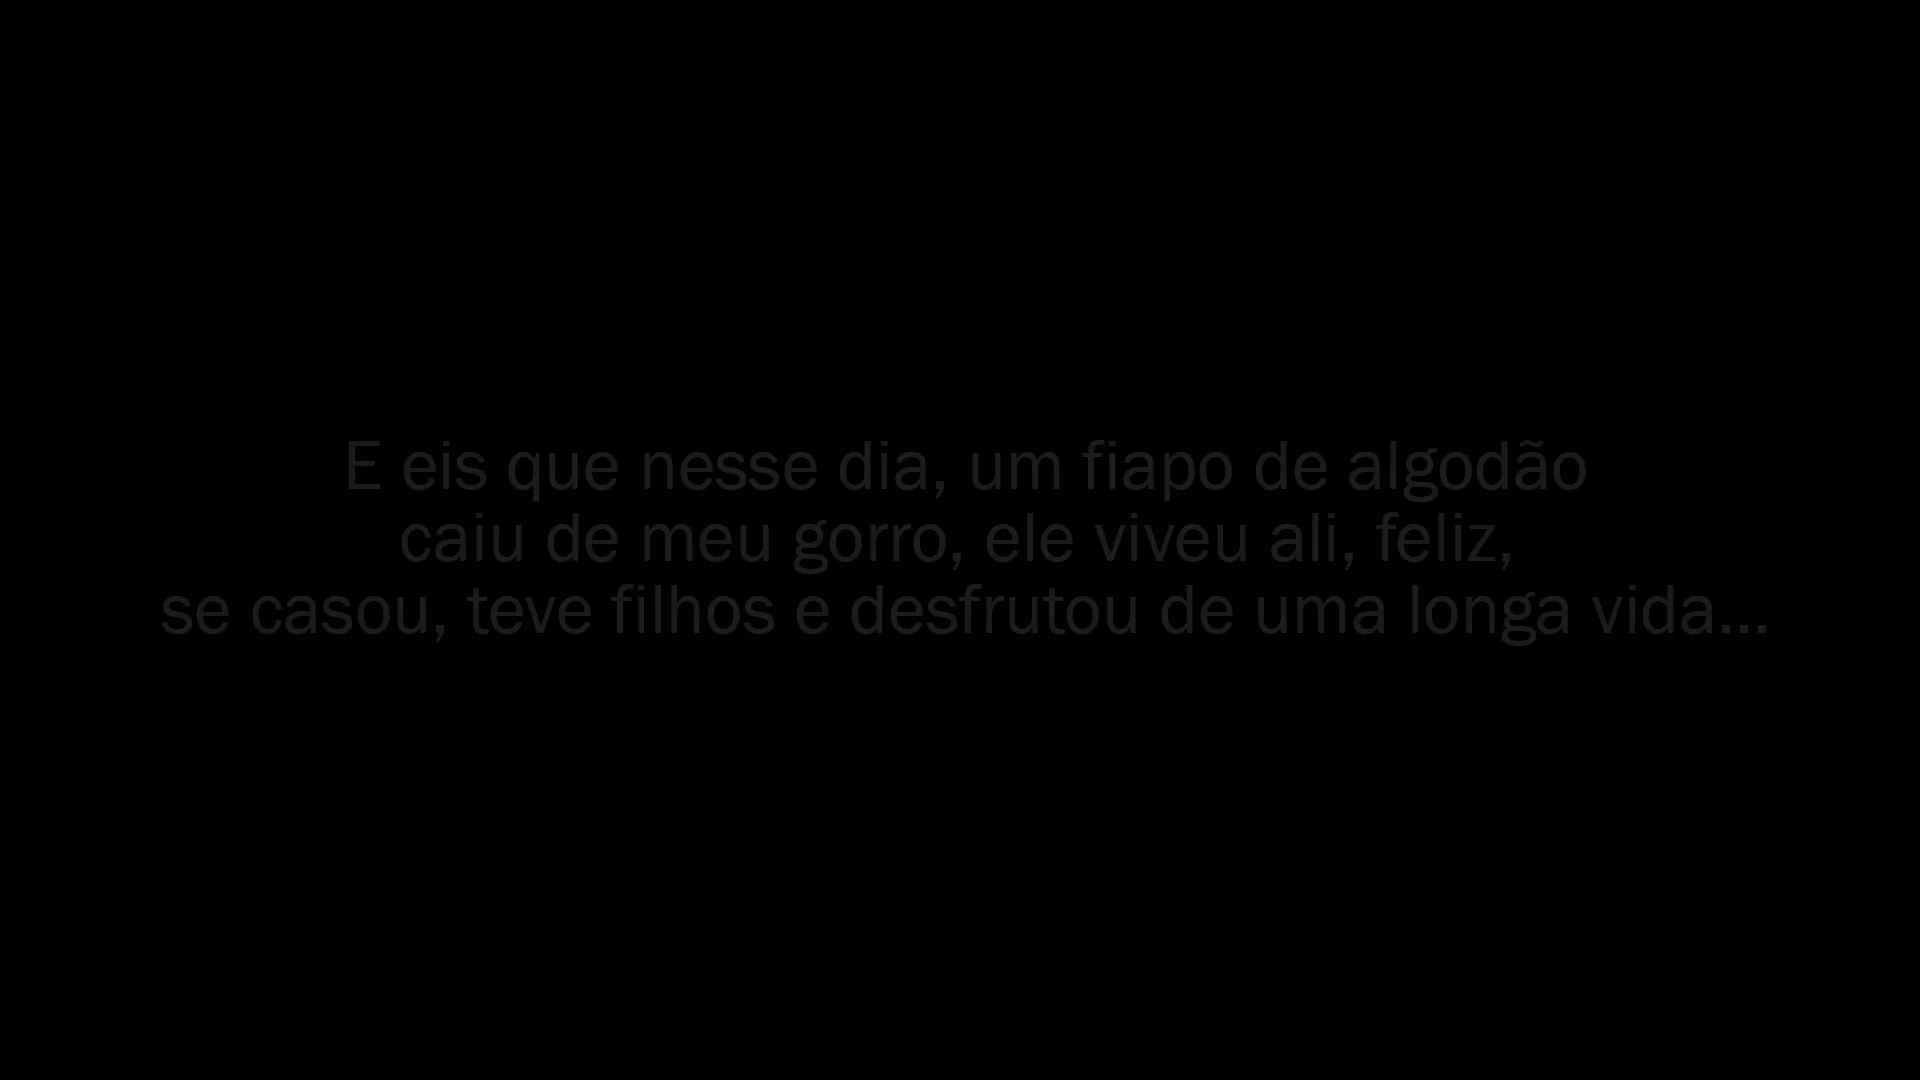 E eis que nesse dia, um fiapo de algodão
caiu de meu gorro, ele viveu ali, feliz,
se casou, teve filhos e desfrutou de uma longa vida...